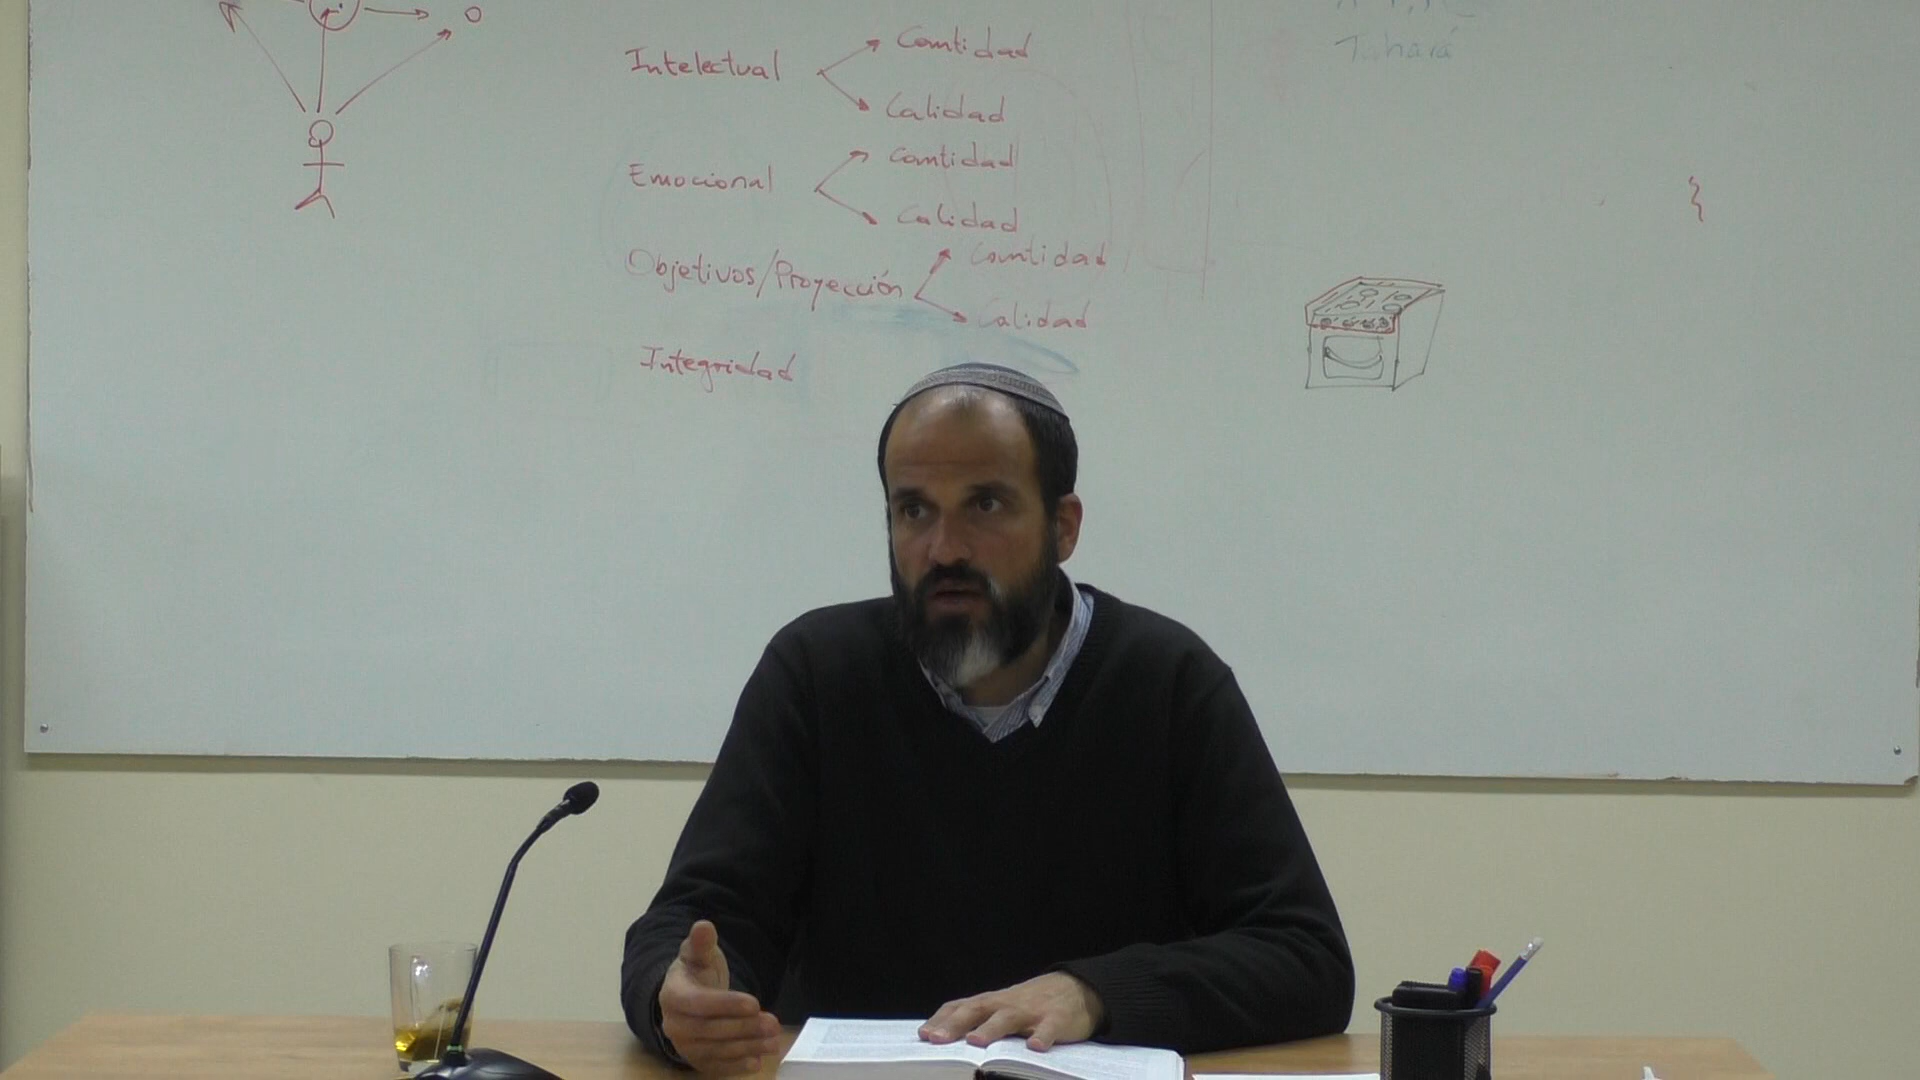 Intelectual
Cantidad
Calidad
Emocional
Cantidad
Calidad
Objetivos/Proyección
Cantidad
Calidad
Integridad
Tahará